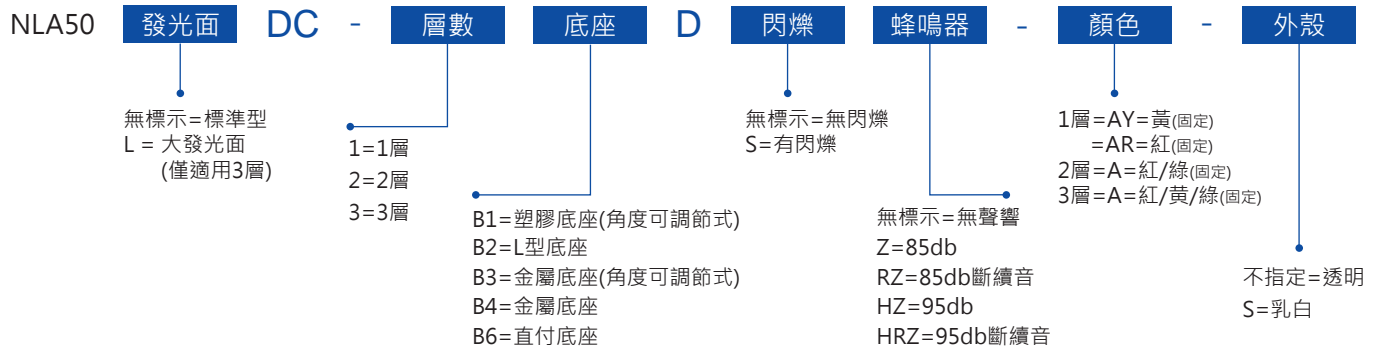 NLA50 發光面 DC - 層數 底座 D 閃爍 蜂鳴器 - 顏色 - 外殼
無標示=標準型
L = 大發光面
(僅適用3層)
1=1層
2=2層
3=3層
B1=塑膠底座(角度可調節式)
B2=L型底座
B3=金屬底座(角度可調節式)
B4=金屬底座
B6=直付底座
無標示=無閃爍
S=有閃爍
無標示=無聲響
Z=85db
RZ=85db斷續音
HZ=95db
HRZ=95db斷續音
1層=AY=黃(固定)
=AR=紅(固定)
2層=A=紅/綠(固定)
3層=A=紅/黃/綠(固定)
不指定=透明
S=乳白